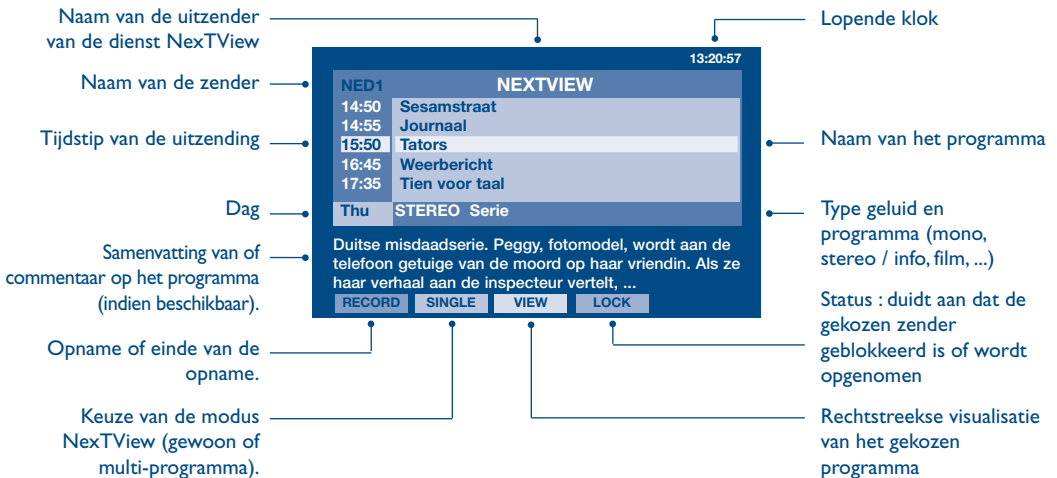 Naam van de uitzender
van de dienst NexTView
Lopende klok
13:20:57
Naam van de zender
NED1 NEXTVIEW
14:50 Sesamstraat
14:55 Journaal
Tijdstip van de uitzending
15:50 Tators
Naam van het programma
16:45 Weerbericht
17:35 Tien voor taal
Dag
Thu STEREO Serie
Type geluid en
programma (mono,
stereo / info, film, ...)
Samenvatting van of
commentaar op het programma
(indien beschikbaar).
Duitse misdaadserie. Peggy, fotomodel, wordt aan de
telefoon getuige van de moord op haar vriendin. Als ze
haar verhaal aan de inspecteur vertelt, ...
RECORD SINGLE VIEW LOCK
Status : duidt aan dat de
gekozen zender
geblokkeerd is of wordt
opgenomen
Opname of einde van de
opname.
Keuze van de modus
NexTView (gewoon of
multi-programma).
Rechtstreekse visualisatie
van het gekozen
programma